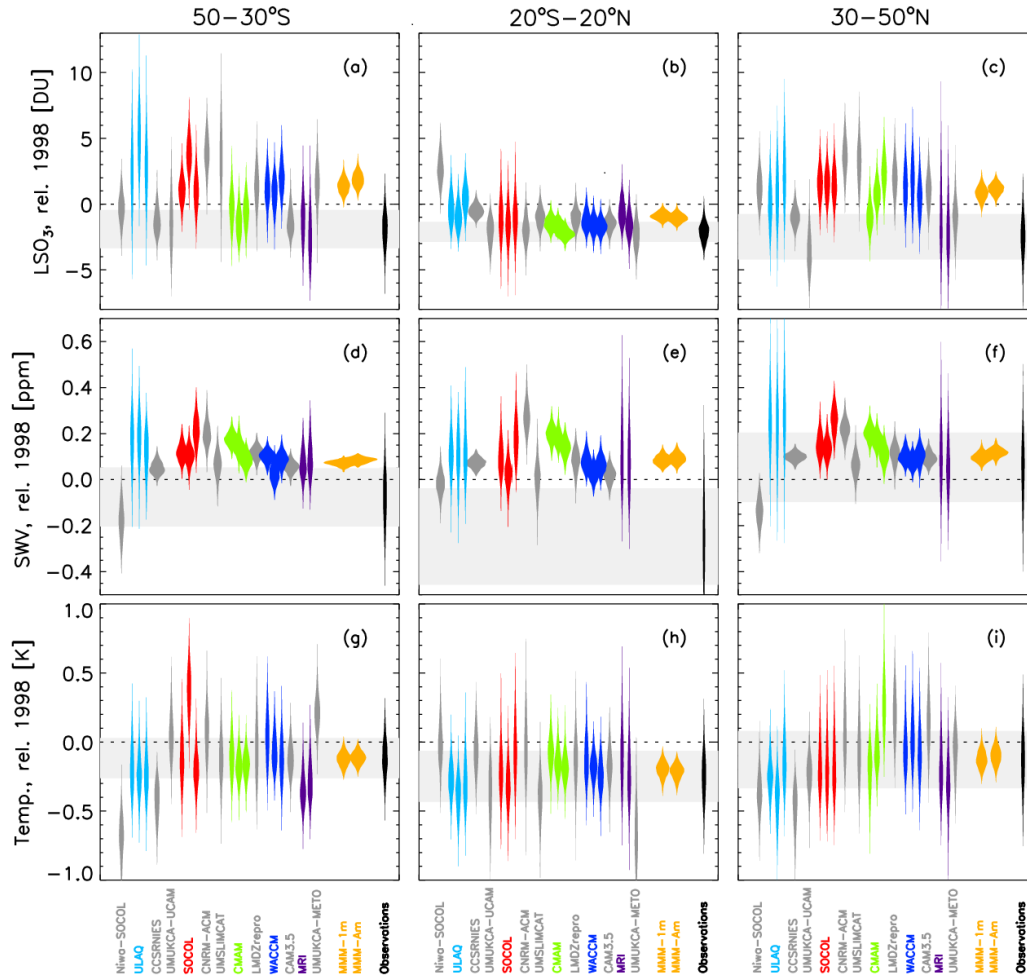 50–30°S
20°S–20°N
30–50°N
LSO3, rel. 1998 [DU]
10
5
0
−5
(a)
(b)
(c)
SWV, rel. 1998 [ppm]
0.6
0.4
0.2
0.0
−0.2
−0.4
(d)
(e)
(f)
Temp., rel. 1998 [K]
1.0
0.5
0.0
−0.5
−1.0
(g)
(h)
(i)
Niwa–SOCOL
ULAQ
CCSRNIES
UMUKCA–UCAM
SOCOL
CNRM–ACM
UMSLIMCAT
CMAM
LMDZrepro
WACCM
CAM3.5
MRI
UMUKCA–METO
MMM–1m
MMM–Am
Observations
Niwa–SOCOL
ULAQ
CCSRNIES
UMUKCA–UCAM
SOCOL
CNRM–ACM
UMSLIMCAT
CMAM
LMDZrepro
WACCM
CAM3.5
MRI
UMUKCA–METO
MMM–1m
MMM–Am
Observations
Niwa–SOCOL
ULAQ
CCSRNIES
UMUKCA–UCAM
SOCOL
CNRM–ACM
UMSLIMCAT
CMAM
LMDZrepro
WACCM
CAM3.5
MRI
UMUKCA–METO
MMM–1m
MMM–Am
Observations